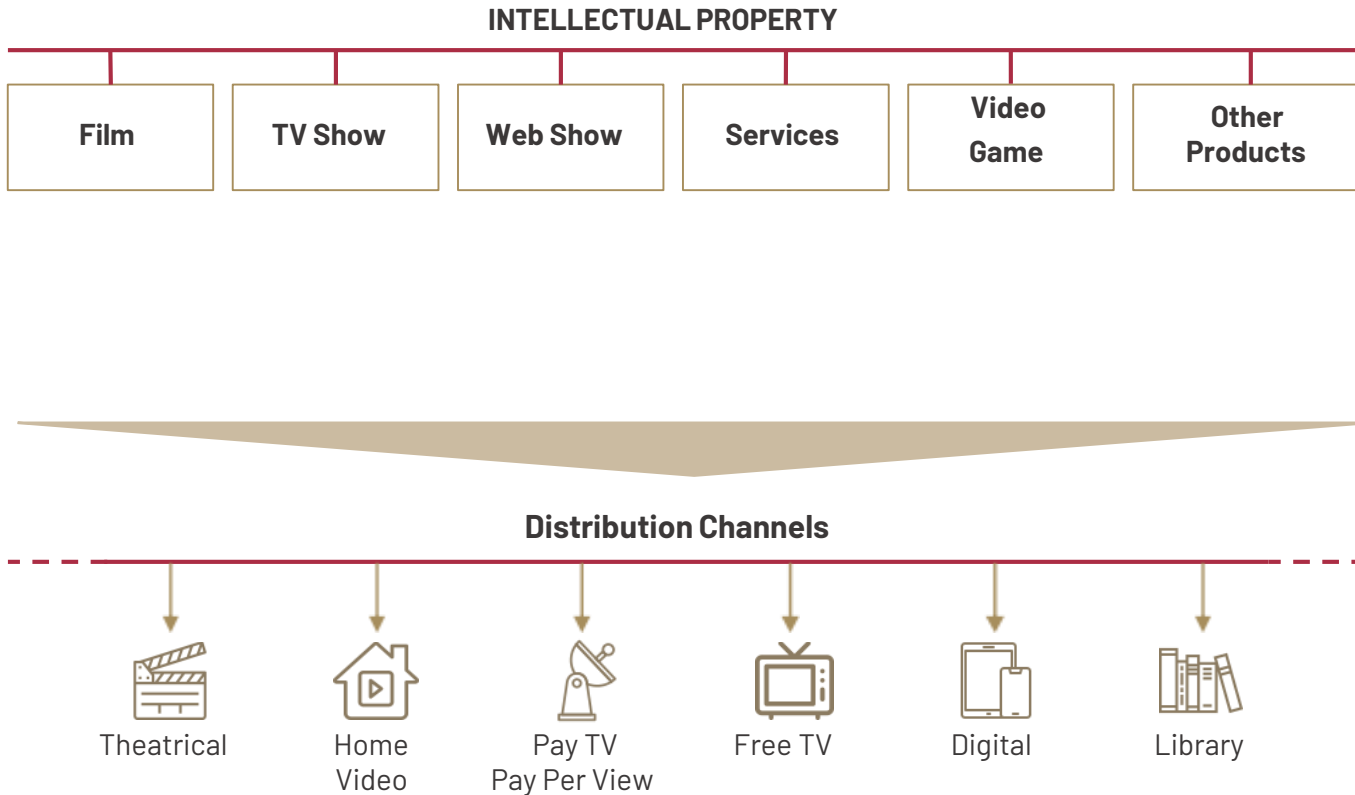 INTELLECTUAL PROPERTY
Film
TV Show
Web Show
Services
Video
Game
Other
Products
Distribution Channels
Theatrical
Home
Video
Pay TV
Pay Per View
Free TV
Digital
Library